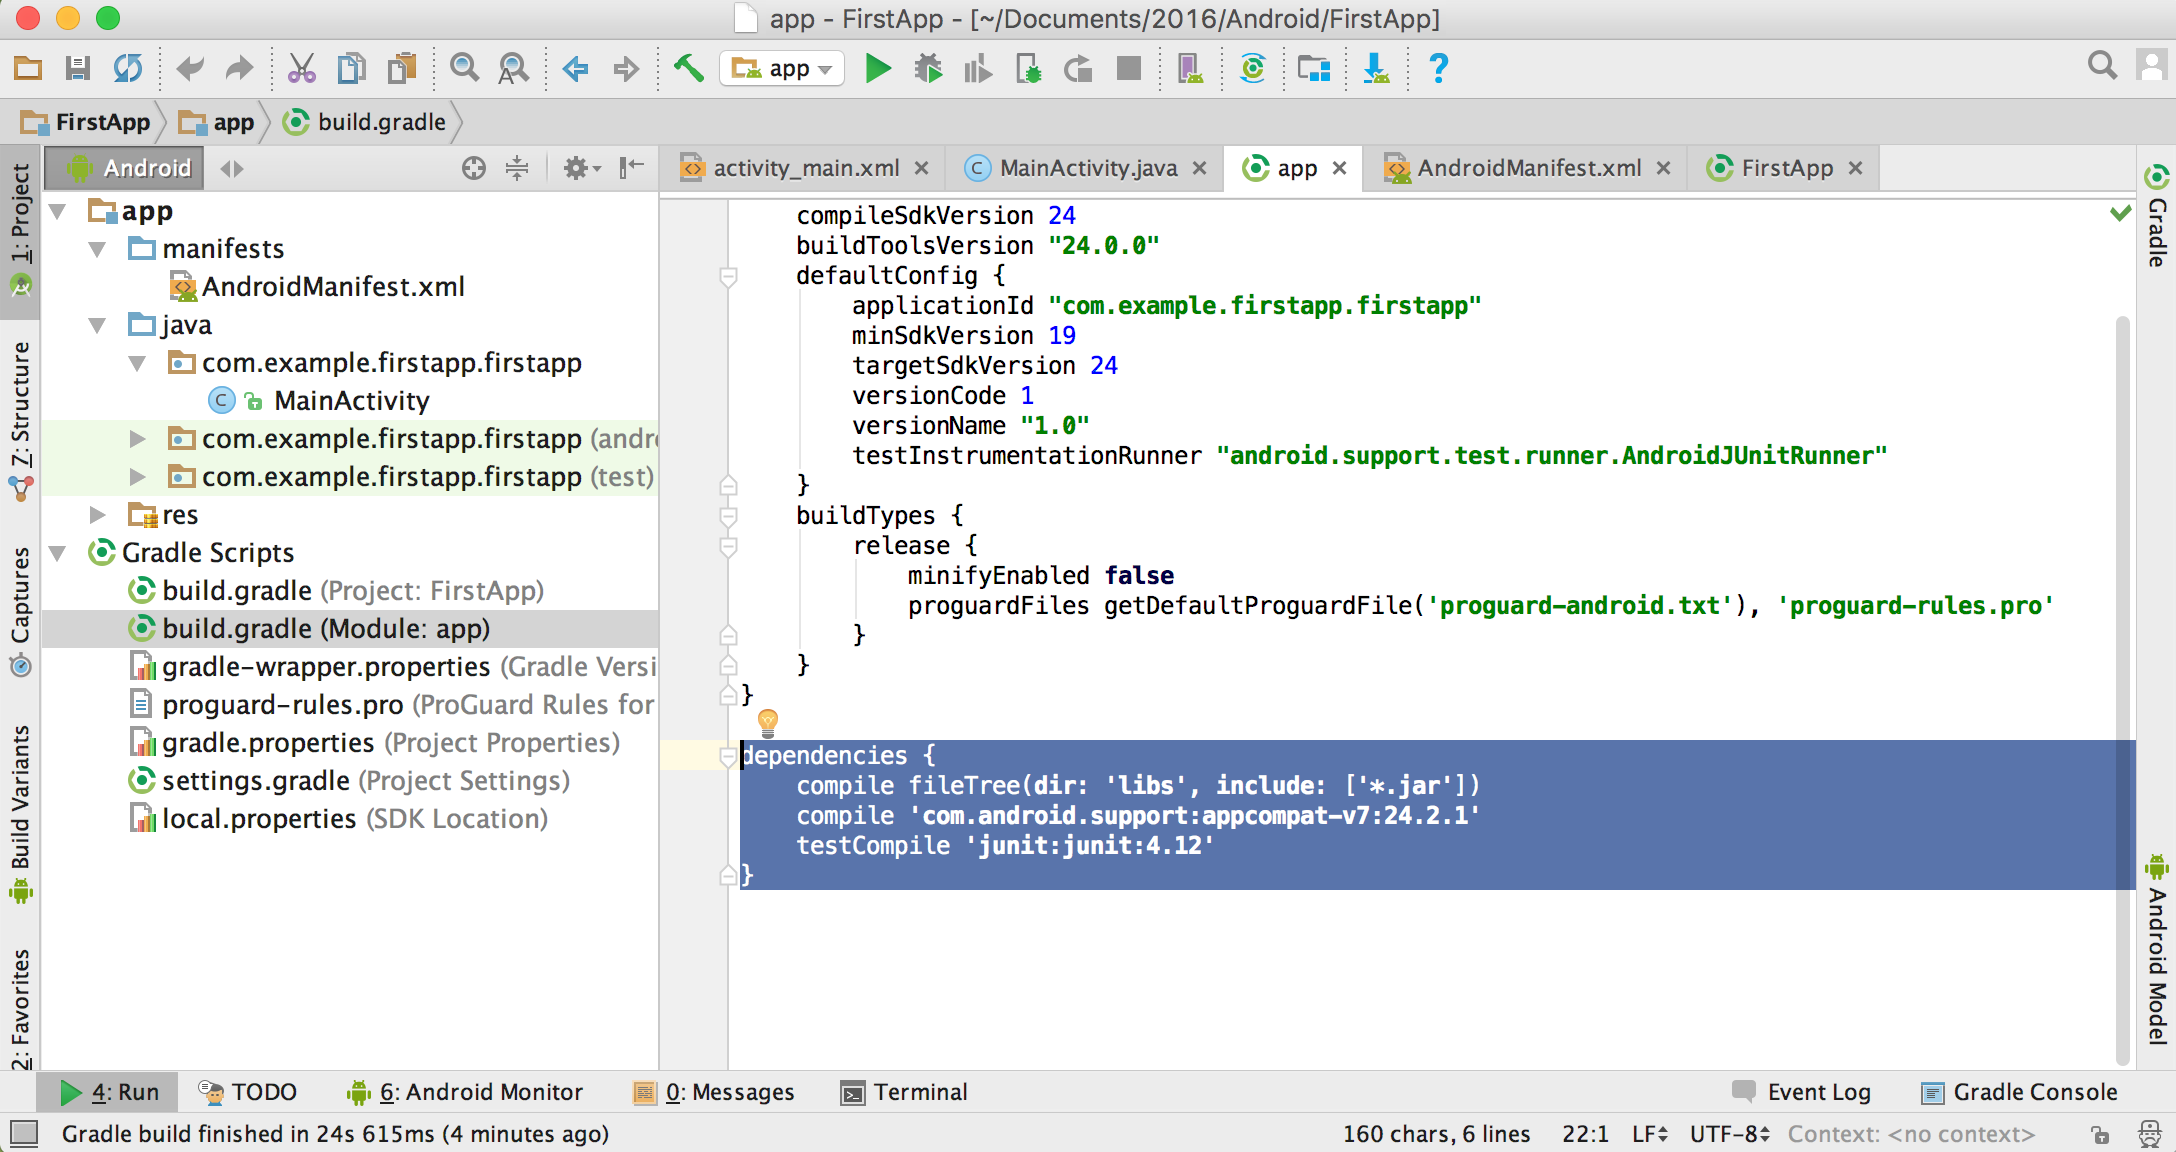 app - FirstApp - [~/Documents/2016/Android/FirstApp]
app
FirstApp app build.gradle
Android
activity_main.xml MainActivity.java app AndroidManifest.xml FirstApp
1: Project
7: Structure
Captures
Build Variants
2: Favorites
app
manifests
AndroidManifest.xml
java
com.example.firstapp.firstapp
MainActivity
com.example.firstapp.firstapp (andr
com.example.firstapp.firstapp (test)
res
Gradle Scripts
build.gradle (Project: FirstApp)
build.gradle (Module: app)
gradle-wrapper.properties (Gradle Versi
proguard-rules.pro (ProGuard Rules for
gradle.properties (Project Properties)
settings.gradle (Project Settings)
local.properties (SDK Location)
compileSdkVersion 24
buildToolsVersion "24.0.0"
defaultConfig {
applicationId "com.example.firstapp.firstapp"
minSdkVersion 19
targetSdkVersion 24
versionCode 1
versionName "1.0"
testInstrumentationRunner "android.support.test.runner.AndroidJUnitRunner"
}
buildTypes {
release {
minifyEnabled false
proguardFiles getDefaultProguardFile('proguard-android.txt'), 'proguard-rules.pro'
}
}
}
dependencies {
compile fileTree(dir: 'libs', include: ['*.jar'])
compile 'com.android.support:appcompat-v7:24.2.1'
testCompile 'junit:junit:4.12'
}
Gradle
Android Model
4: Run TODO 6: Android Monitor 0: Messages Terminal Event Log Gradle Console
Gradle build finished in 24s 615ms (4 minutes ago) 160 chars, 6 lines 22:1 LF UTF-8 Context: <no context>